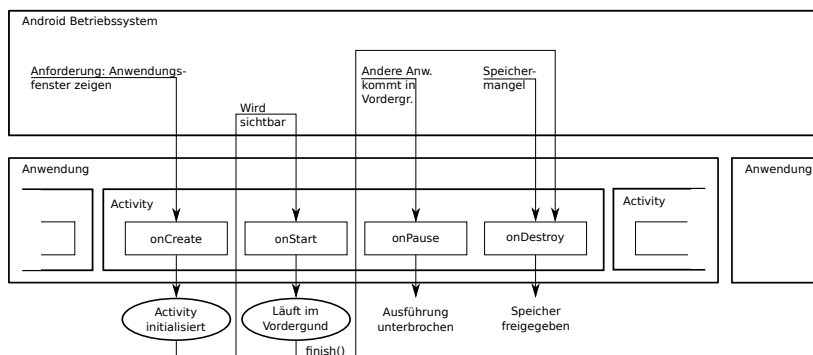 Android Betriebssystem
Anforderung: Anwendungs-
fenster zeigen
Wird
sichtbar
Andere Anw.
kommt in
Vordergr.
Speicher-
mangel
Anwendung
Anwendung
Activity
Activity
onCreate
onStart
onPause
onDestroy
Activity
initialisiert
Läuft im
Vordergund
Ausführung
unterbrochen
Speicher
freigegeben
finish()